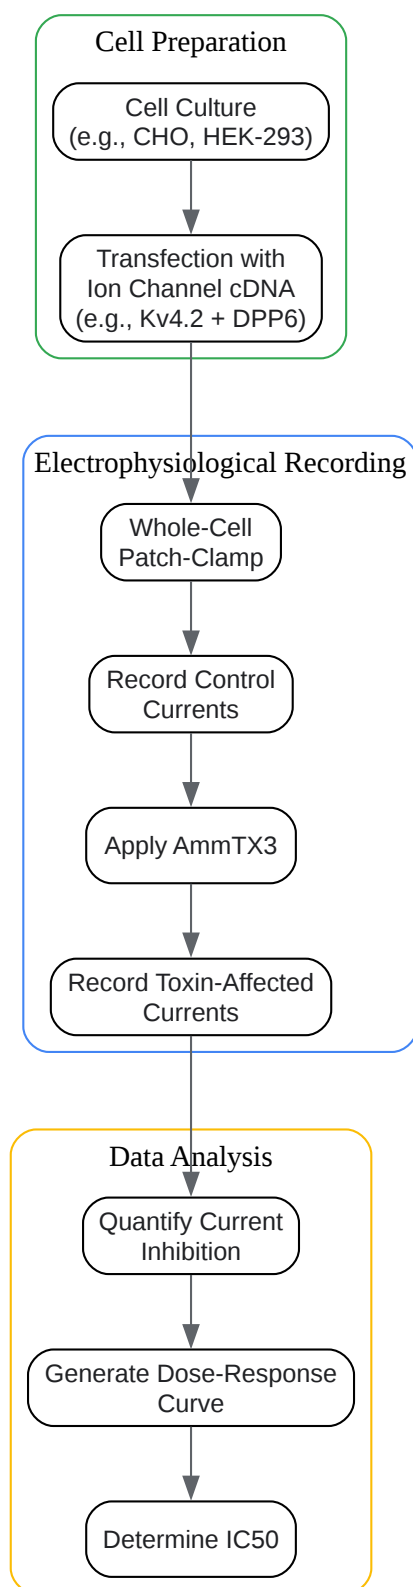 Cell Preparation
Cell Culture
(e.g., CHO, HEK-293)
Transfection with
Ion Channel cDNA
(e.g., Kv4.2 + DPP6)
Electrophysiological Recording
Whole-Cell
Patch-Clamp
Record Control
Currents
Apply AmmTX3
Record Toxin-Affected
Currents
Data Analysis
Quantify Current
Inhibition
Generate Dose-Response
Curve
Determine IC50